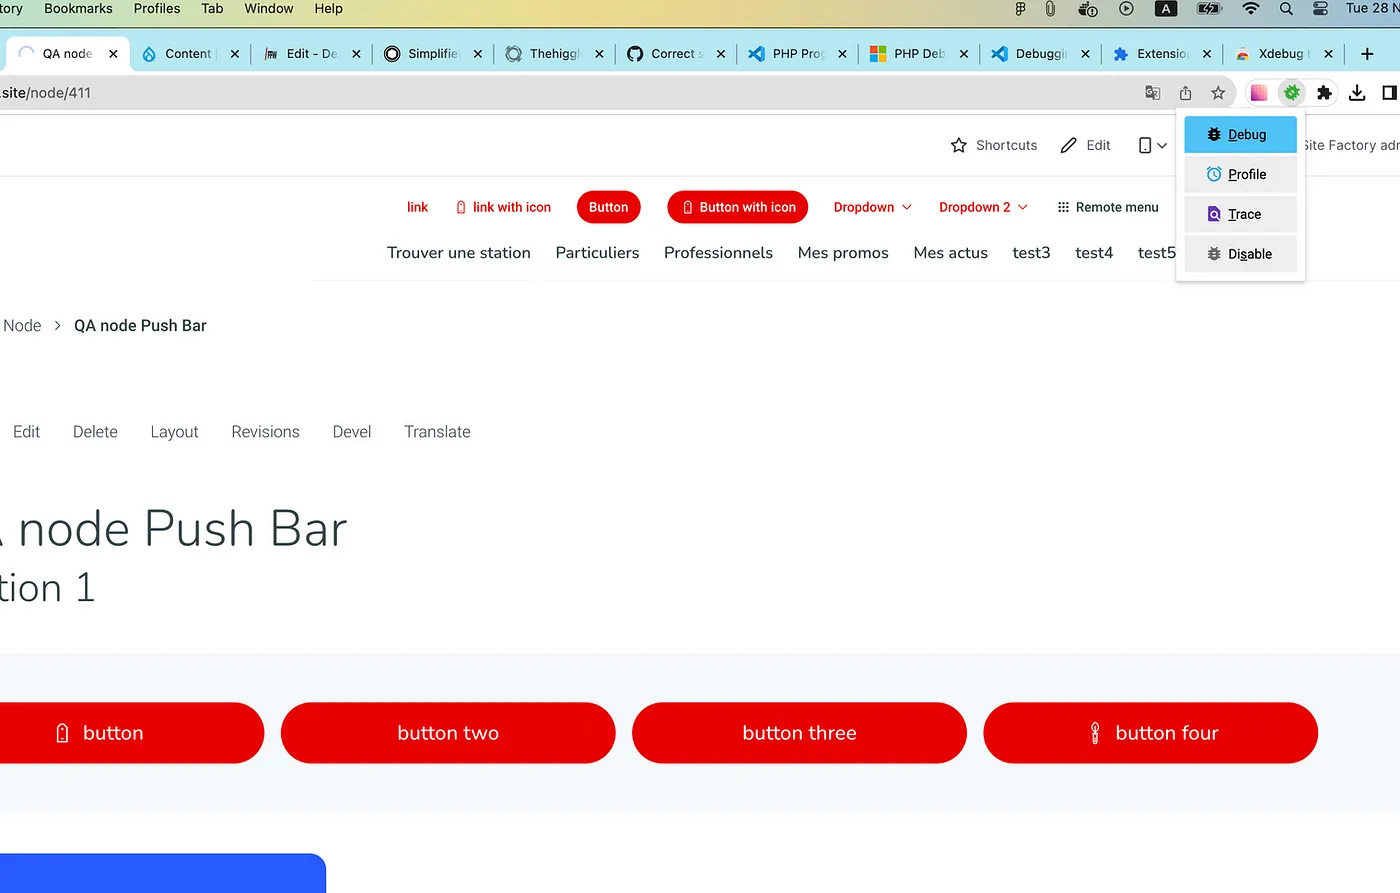 tory Bookmarks Profiles Tab Window Help A Tue 28 N
QA node Content Edit - De Simplifie Thehiggl Correct s PHP Prog PHP Deb Debuggin Extension Xdebug
.site/node/411
Shortcuts Edit Site Factory adr
Debug
Profile
Trace
Disable
link link with icon Button Button with icon Dropdown Dropdown 2 Remote menu
Trouver une station Particuliers Professionnels Mes promos Mes actus test3 test4 test5
Node > QA node Push Bar
Edit Delete Layout Revisions Devel Translate
A node Push Bar
tion 1
button button two button three button four